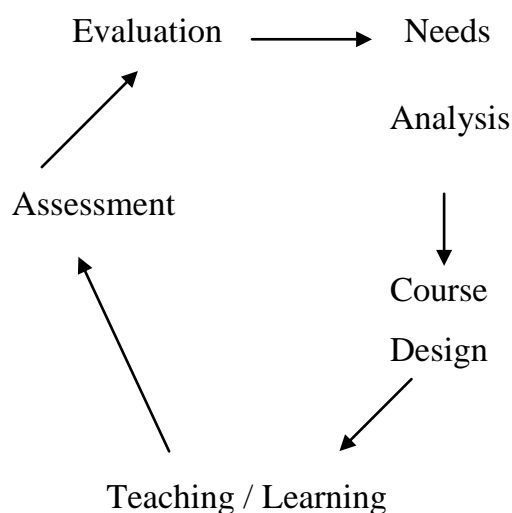 Evaluation
Needs
Analysis
Assessment
Course
Design
Teaching / Learning